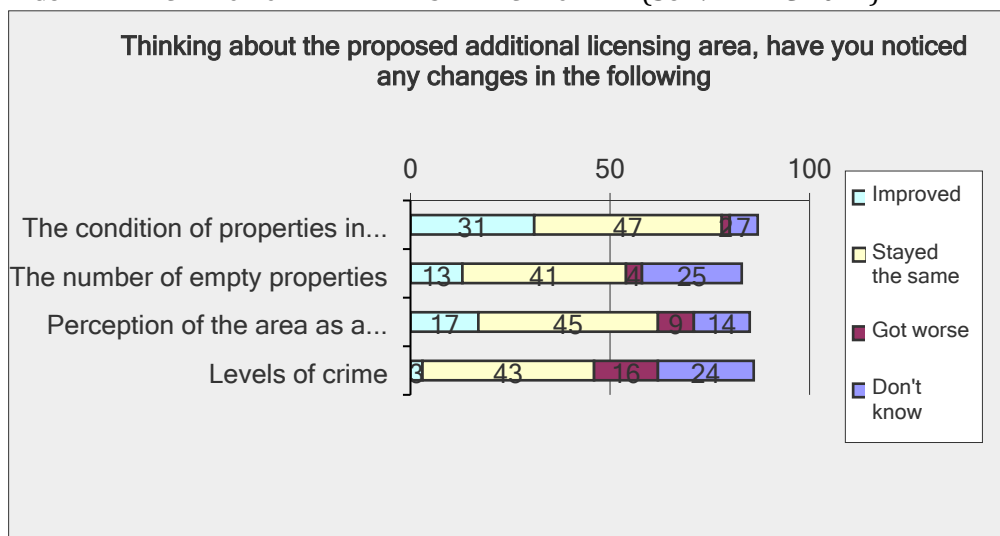 Thinking about the proposed additional licensing area, have you noticed
any changes in the following
0 50 100
The condition of properties in...
31 47 2 7
The number of empty properties
13 41 4 25
Perception of the area as a...
17 45 9 14
Levels of crime
3 43 16 24
Improved
Stayed
the same
Got worse
Don't
know